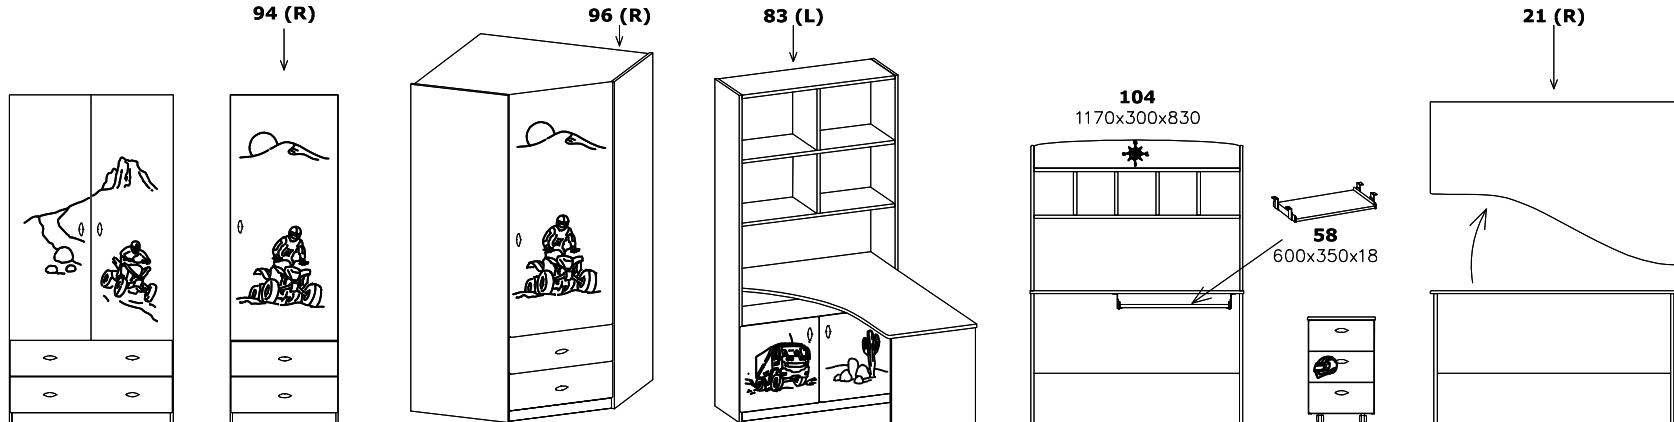 94 (R)
96 (R)
83 (L)
104
1170x300x830
58
600x350x18
21 (R)